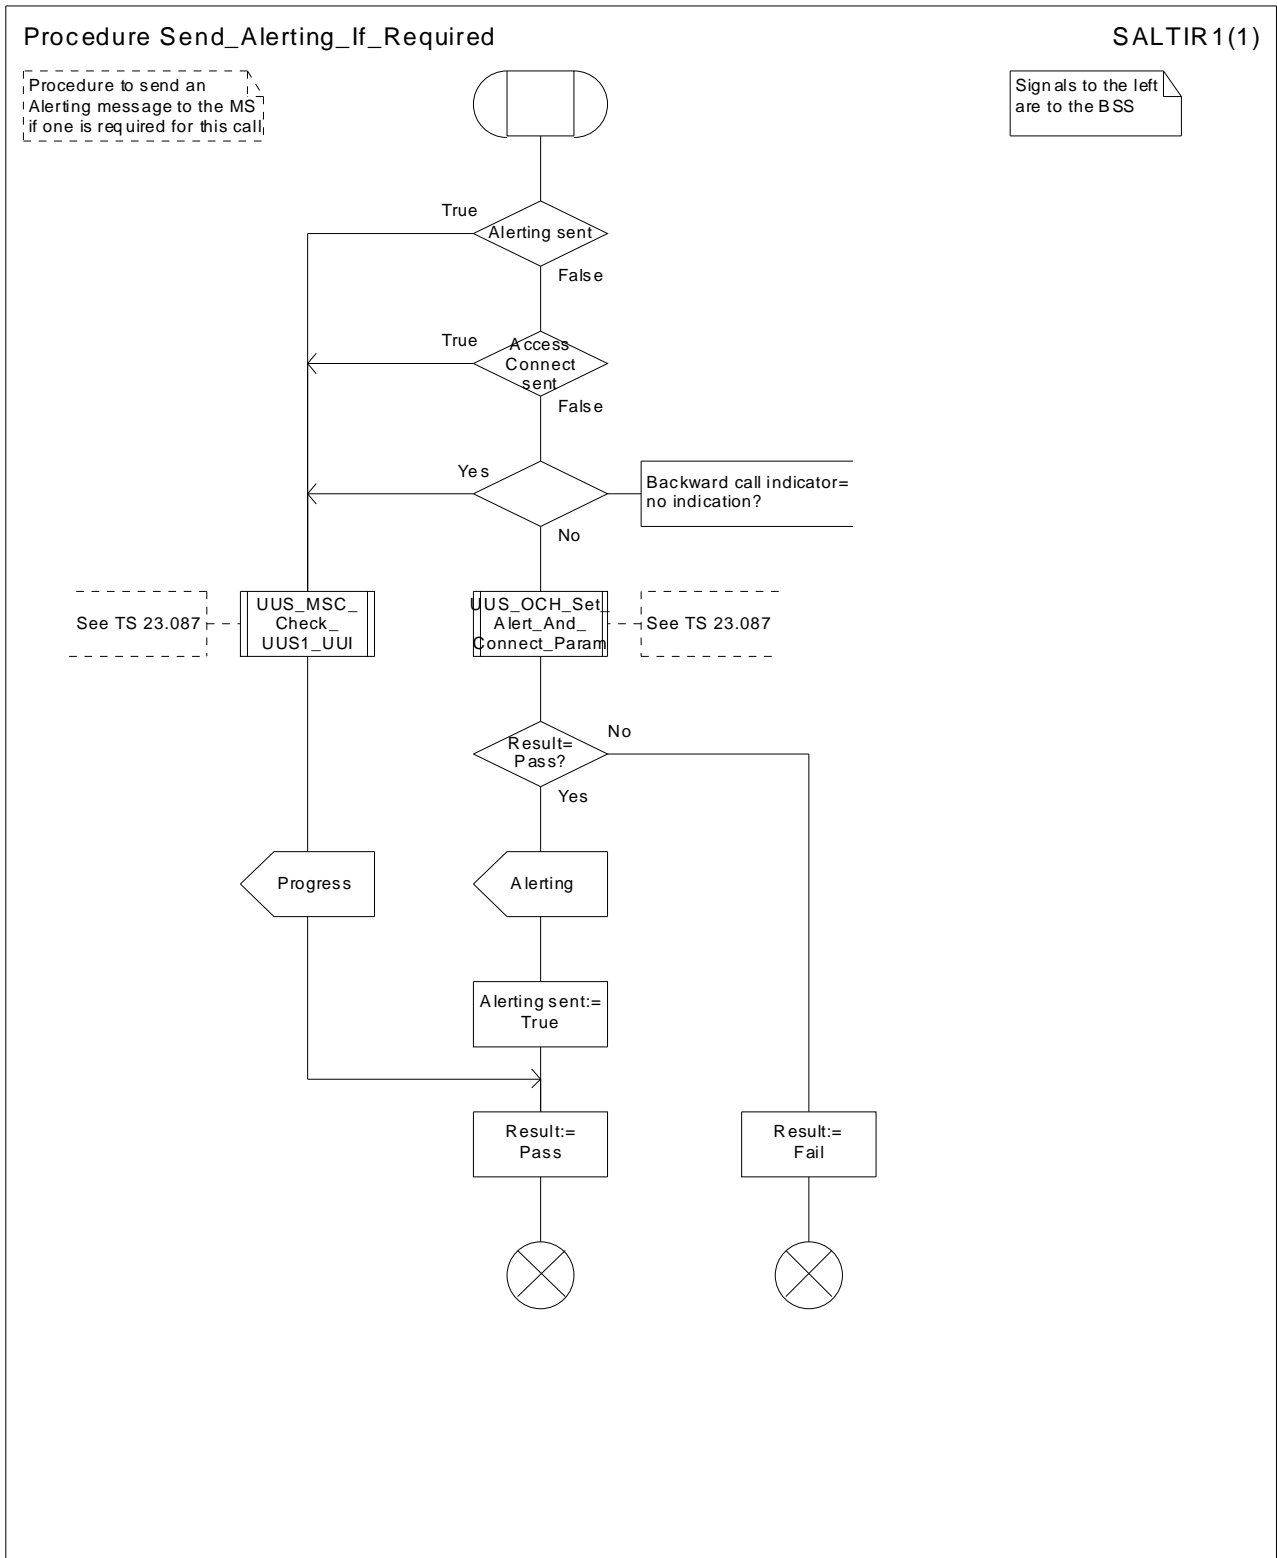 Procedure Send_Alerting_If_Required
SALTIR1(1)
Procedure to send an
Alerting message to the MS
if one is required for this call
Signals to the left
are to the BSS
True
Alerting sent
False
True
Access
Connect
sent
False
Yes
Backward call indicator=
no indication?
No
See TS 23.087
UUS_MSC_
Check_
UUS1_UUI
UUS_OCH_Set_
Alert_And_
Connect_Param
See TS 23.087
Result=
Pass?
No
Yes
Progress
Alerting
Alerting sent:=
True
Result:=
Pass
Result:=
Fail